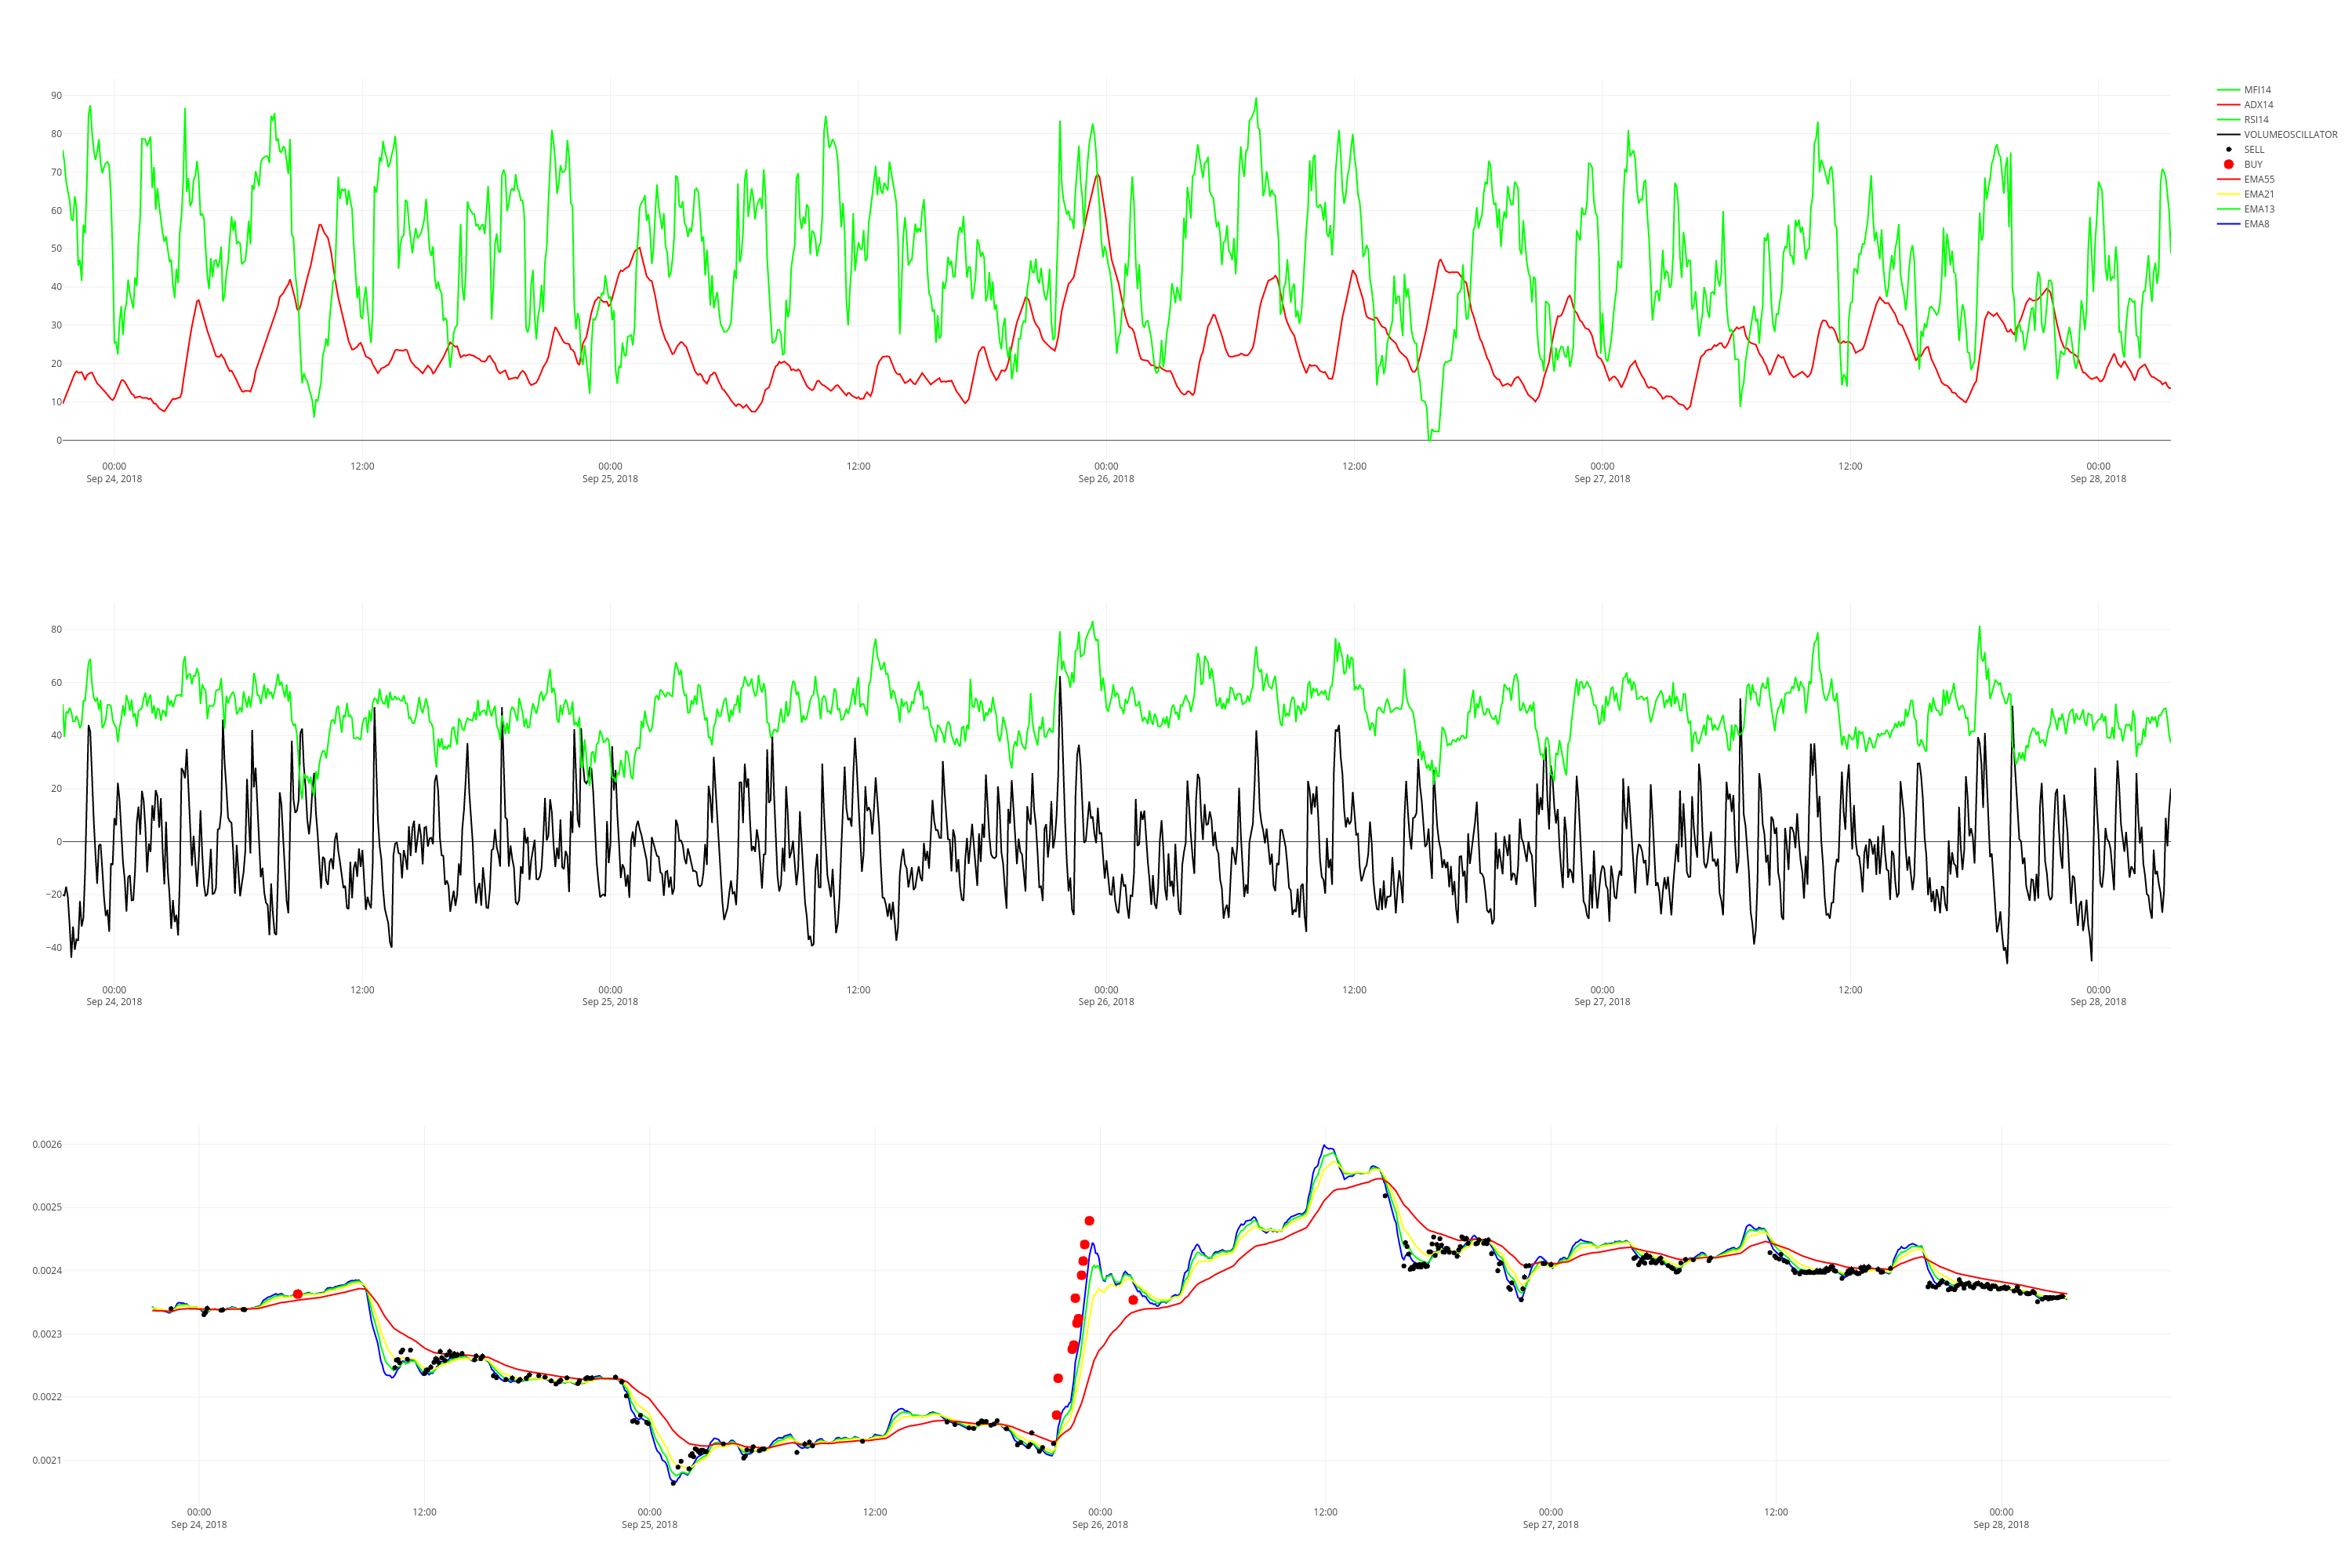 90
80
70
60
50
40
30
20
10
0
00:00 12:00 00:00 12:00 00:00 12:00 00:00 12:00 00:00
Sep 24, 2018 Sep 25, 2018 Sep 26, 2018 Sep 27, 2018 Sep 28, 2018
MFI14
ADX14
RSI14
VOLUMEOSCILLATOR
SELL
BUY
EMA55
EMA21
EMA13
EMA8
80
60
40
20
0
−20
−40
00:00 12:00 00:00 12:00 00:00 12:00 00:00 12:00 00:00
Sep 24, 2018 Sep 25, 2018 Sep 26, 2018 Sep 27, 2018 Sep 28, 2018
0.0026
0.0025
0.0024
0.0023
0.0022
0.0021
00:00 12:00 00:00 12:00 00:00 12:00 00:00 12:00 00:00
Sep 24, 2018 Sep 25, 2018 Sep 26, 2018 Sep 27, 2018 Sep 28, 2018